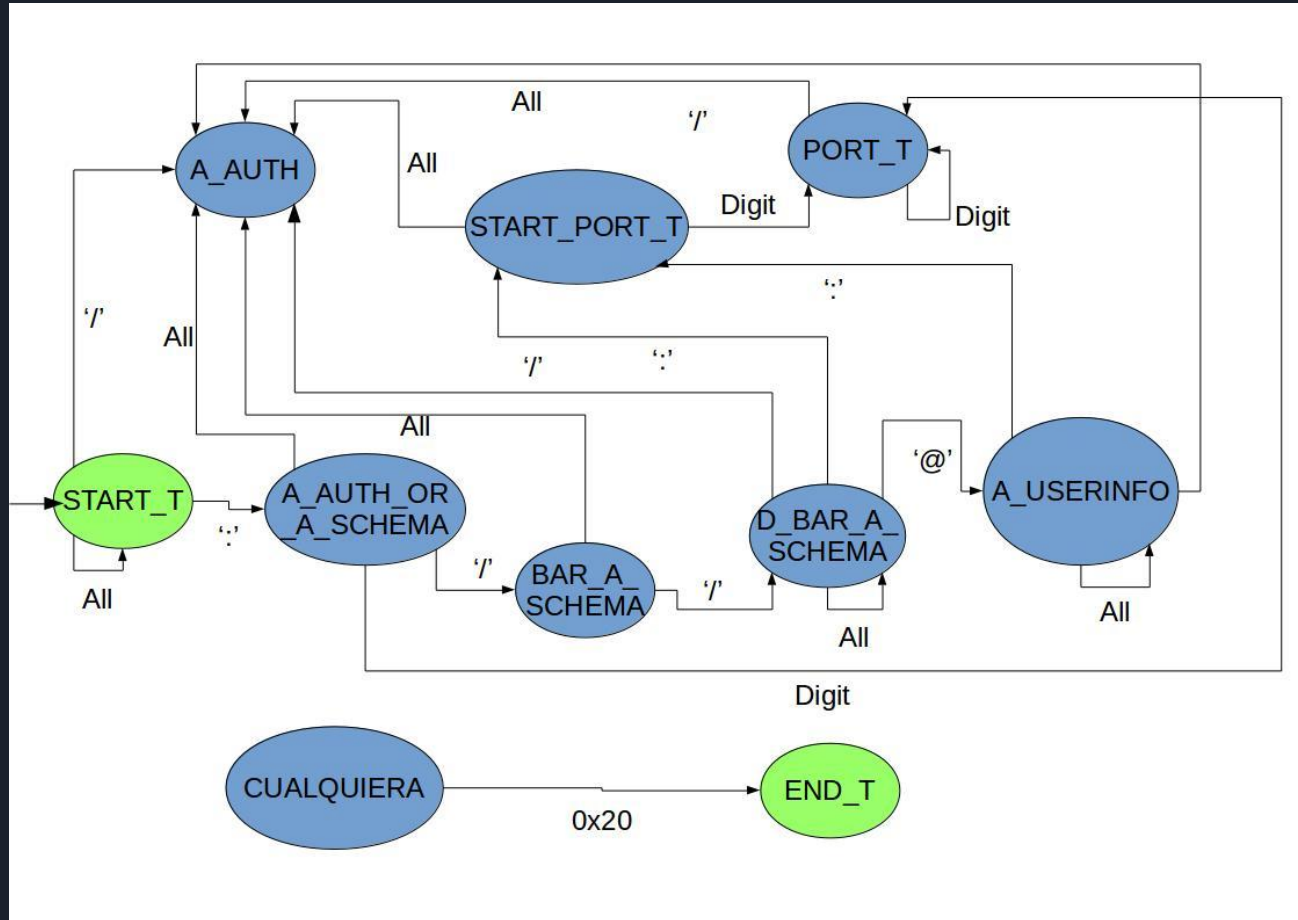 All
‘/’
PORT_T
A_AUTH
All
Digit
START_PORT_T
Digit
‘:’
‘/’
All
‘/’
‘:’
All
‘@’
A_AUTH_OR
_A_SCHEMA
START_T
A_USERINFO
D_BAR_A_
SCHEMA
‘:’
‘/’
BAR_A_
SCHEMA
‘/’
All
All
All
Digit
CUALQUIERA
END_T
0x20